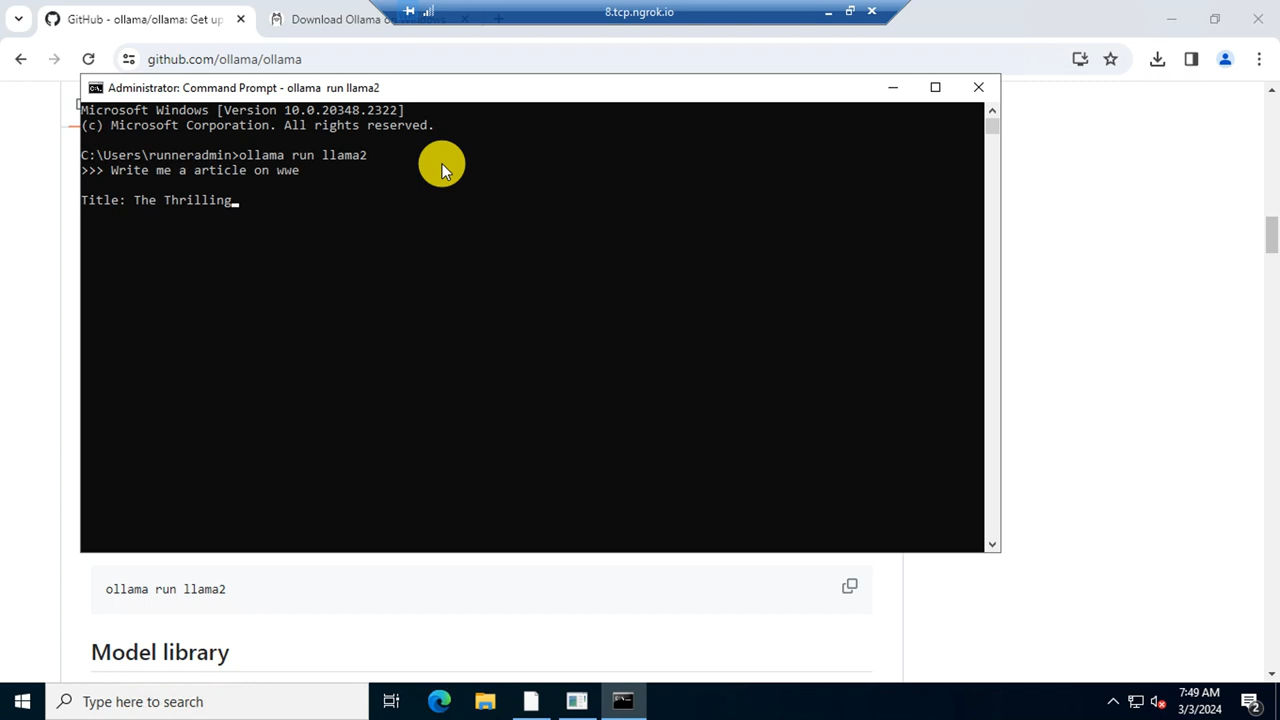 GitHub - ollama/ollama: Get up
Download Ollama on Windows
8.tcp.ngrok.io
github.com/ollama/ollama
Administrator: Command Prompt - ollama run llama2
Microsoft Windows [Version 10.0.20348.2322]
(c) Microsoft Corporation. All rights reserved.
C:\Users\runneradmin>ollama run llama2
>>> Write me a article on wwe
Title: The Thrilling
ollama run llama2
Model library
Type here to search
7:49 AM
3/3/2024
2